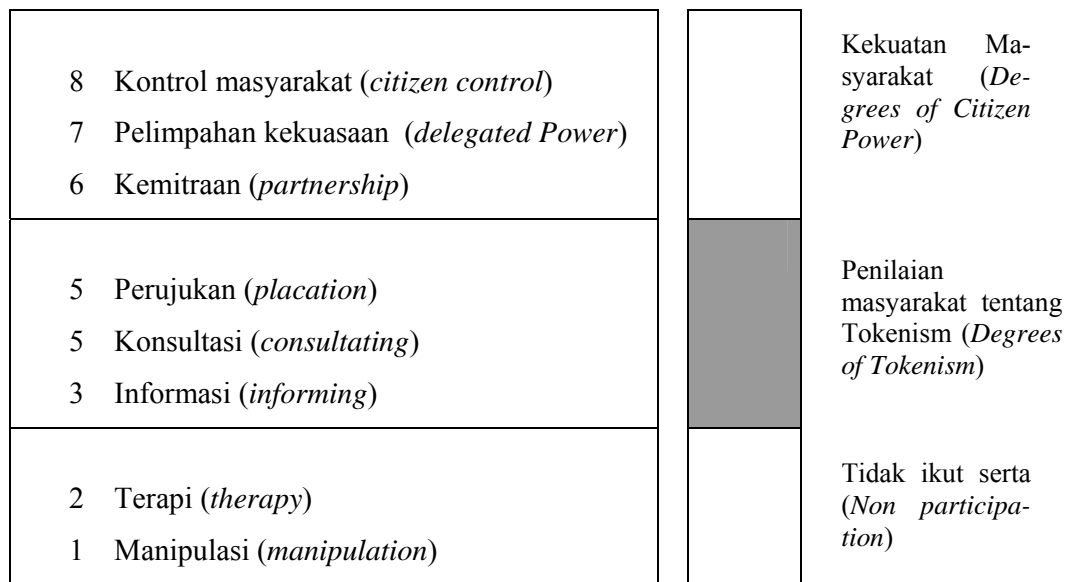 8 Kontrol masyarakat (citizen control)
7 Pelimpahan kekuasaan (delegated Power)
6 Kemitraan (partnership)
Kekuatan Ma-
syarakat (De-
grees of Citizen
Power)
5 Perujukan (placation)
5 Konsultasi (consultating)
3 Informasi (informing)
Penilaian
masyarakat tentang
Tokenism (Degrees
of Tokenism)
2 Terapi (therapy)
1 Manipulasi (manipulation)
Tidak ikut serta
(Non participa-
tion)